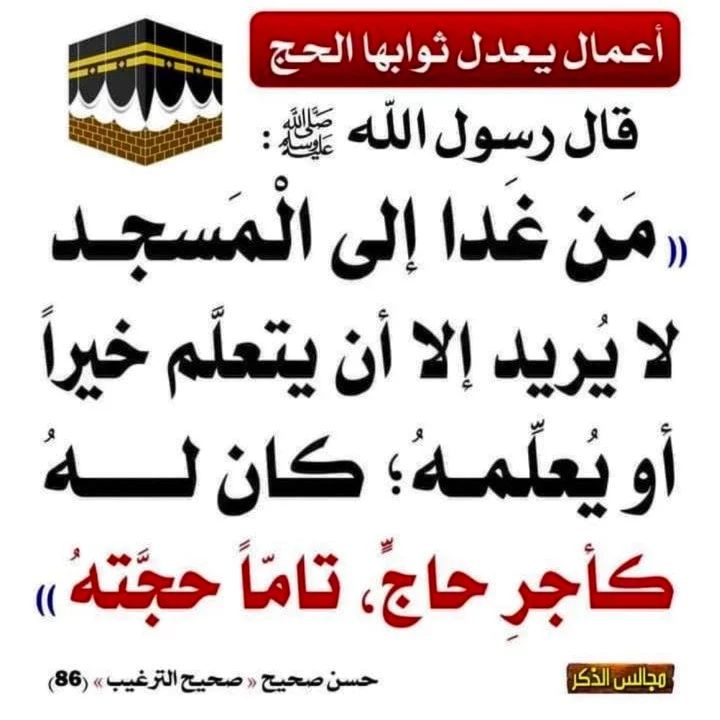 أعمال يعدل ثوابها الحج
قال رسول الله ﷺ :
(( مَن غَدا إلى الْمَسجد
لا يُريد إلا أن يتعلَّم خيراً
أو يُعلِّمهُ؛ كان لهُ
كأجرِ حاجٍّ، تامّاً حجَّتهُ ))
حسن صحيح « صحيح الترغيب » (86)
مجالس الذكر